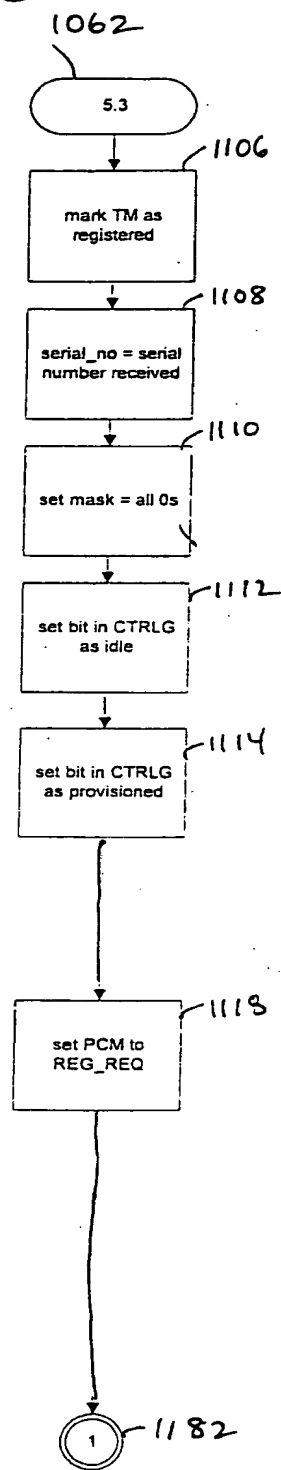 1062
5.3
1106
mark TM as
registered
1108
serial_no = serial
number received
1110
set mask = all 0s
1112
set bit in CTRLG
as idle
1114
set bit in CTRLG
as provisioned
1118
set PCM to
REG_REQ
1
1182